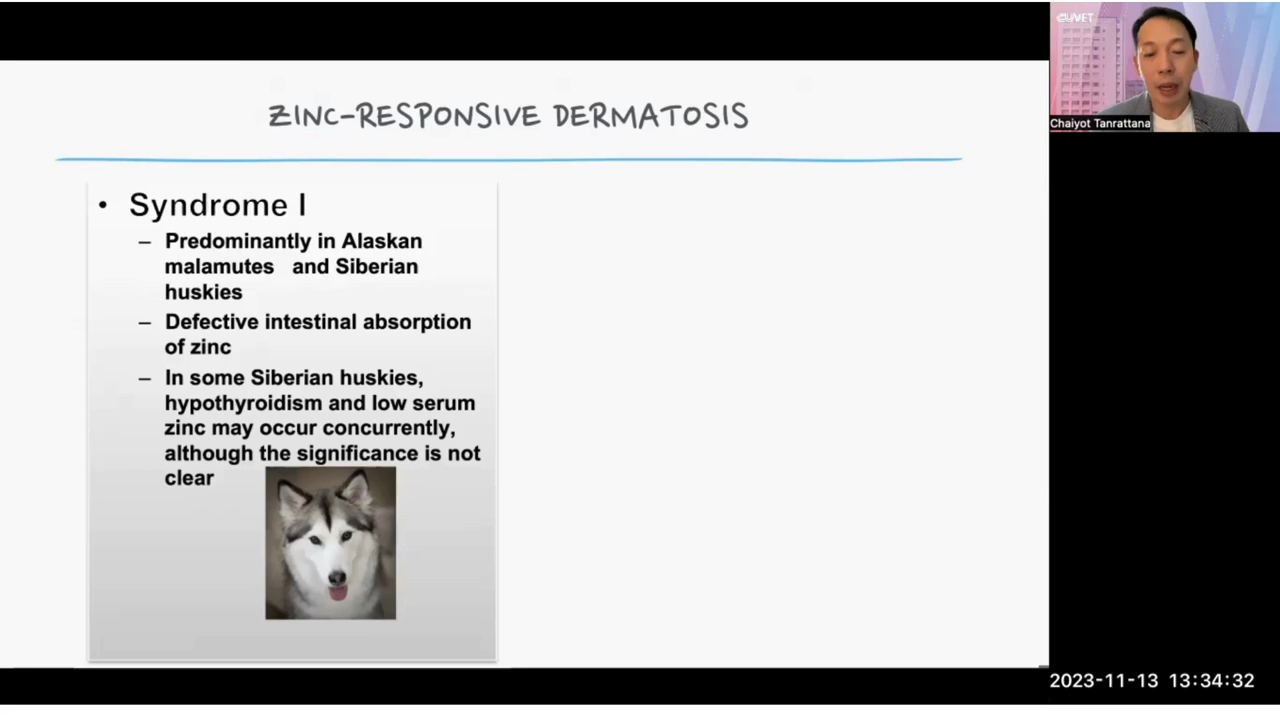 ZINC-RESPONSIVE DERMATOSIS
• Syndrome I
– Predominantly in Alaskan
malamutes and Siberian
huskies
– Defective intestinal absorption
of zinc
– In some Siberian huskies,
hypothyroidism and low serum
zinc may occur concurrently,
although the significance is not
clear
Chaiyot Tanrattana
2023-11-13 13:34:32